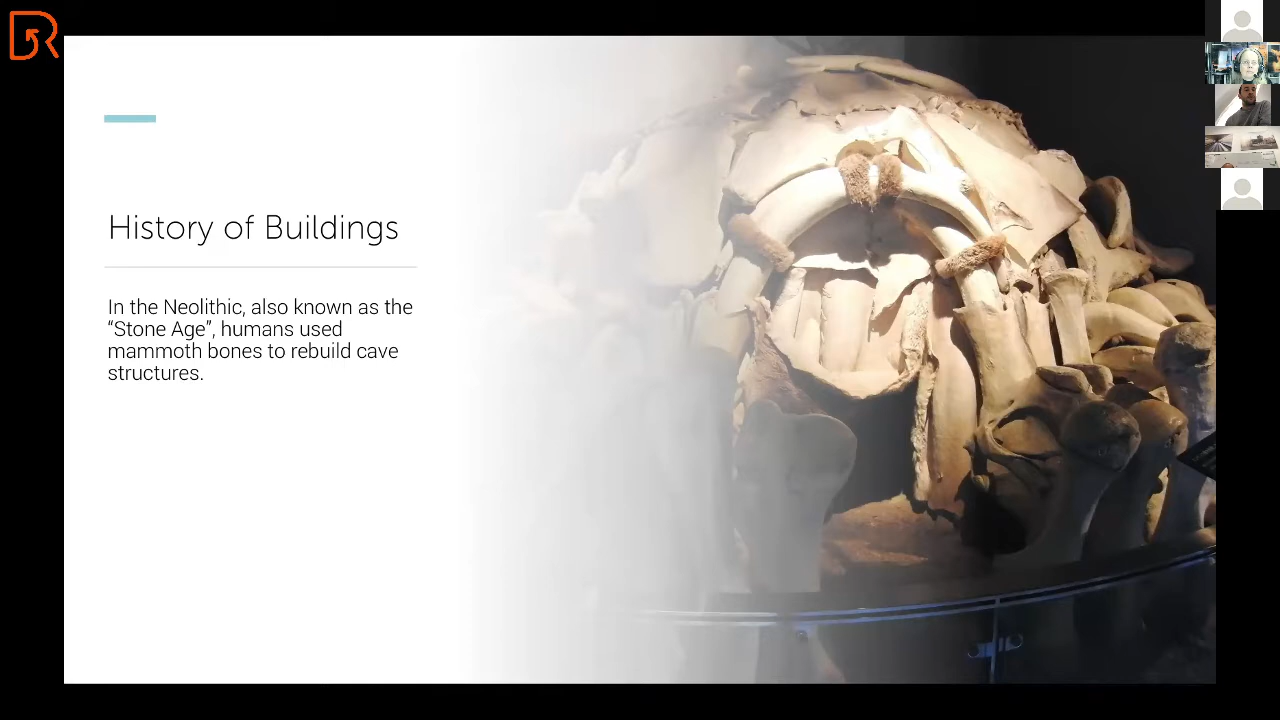 History of Buildings
In the Neolithic, also known as the
“Stone Age”, humans used
mammoth bones to rebuild cave
structures.